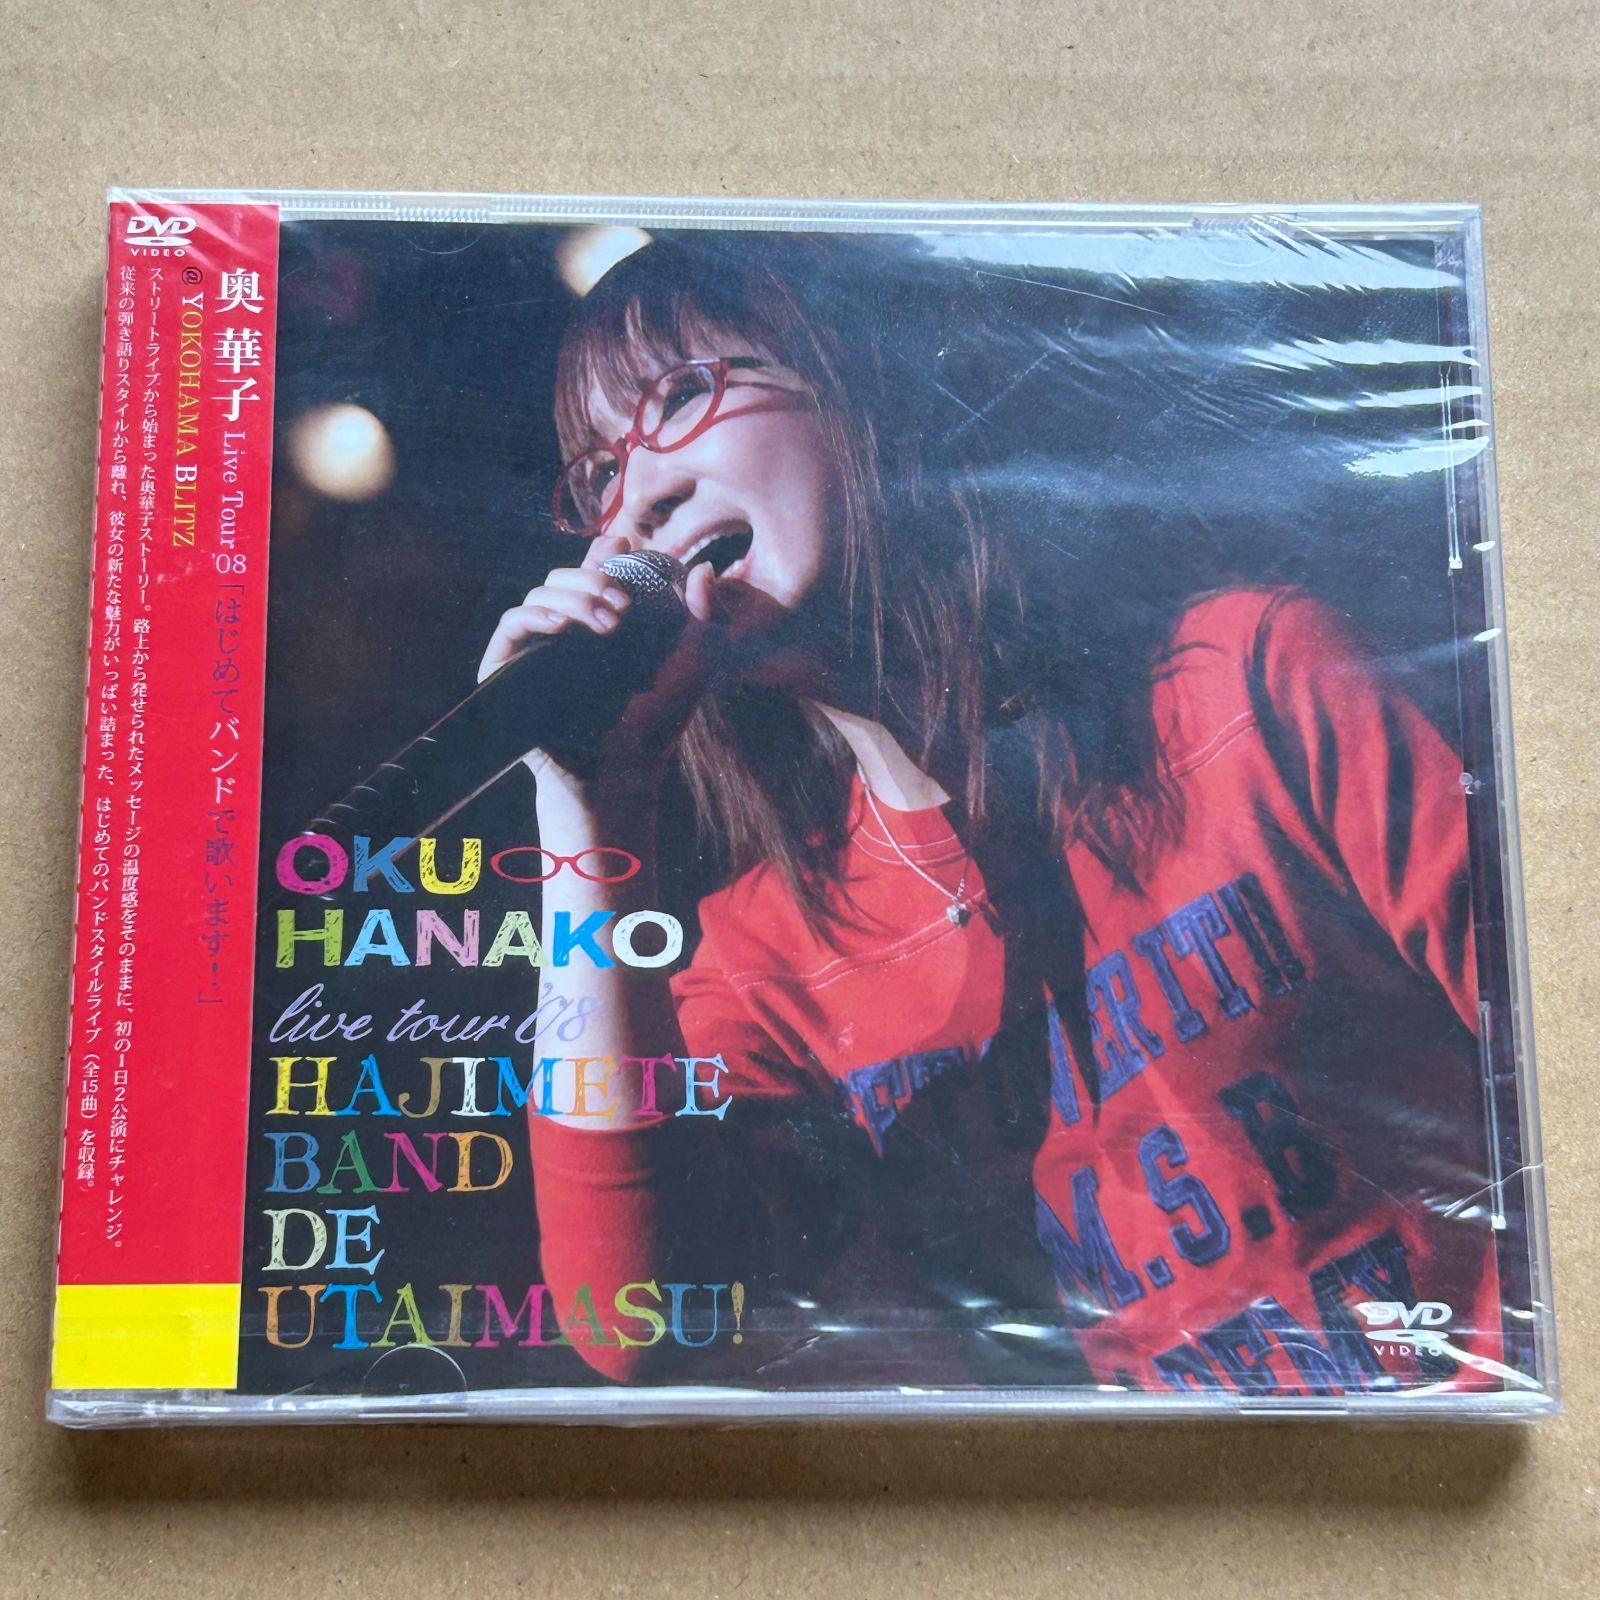 DVD
VIDEO
奥 華子 Live Tour '08「はじめてバンドで歌います！」
@ YOKOHAMA BLITZ
ストリートライブから始まった奥華子ストーリー。路上から発せられたメッセージの温度感をそのままに、初の1日2公演にチャレンジ。
従来の弾き語りスタイルから離れ、彼女の新たな魅力がいっぱい詰まった、はじめてのバンドスタイルライブ（全15曲）を収録。
OKU
HANAKO
live tour '08
HAJIMETE
BAND
DE
UTAIMASU!
M.S.B
DVD
VIDEO